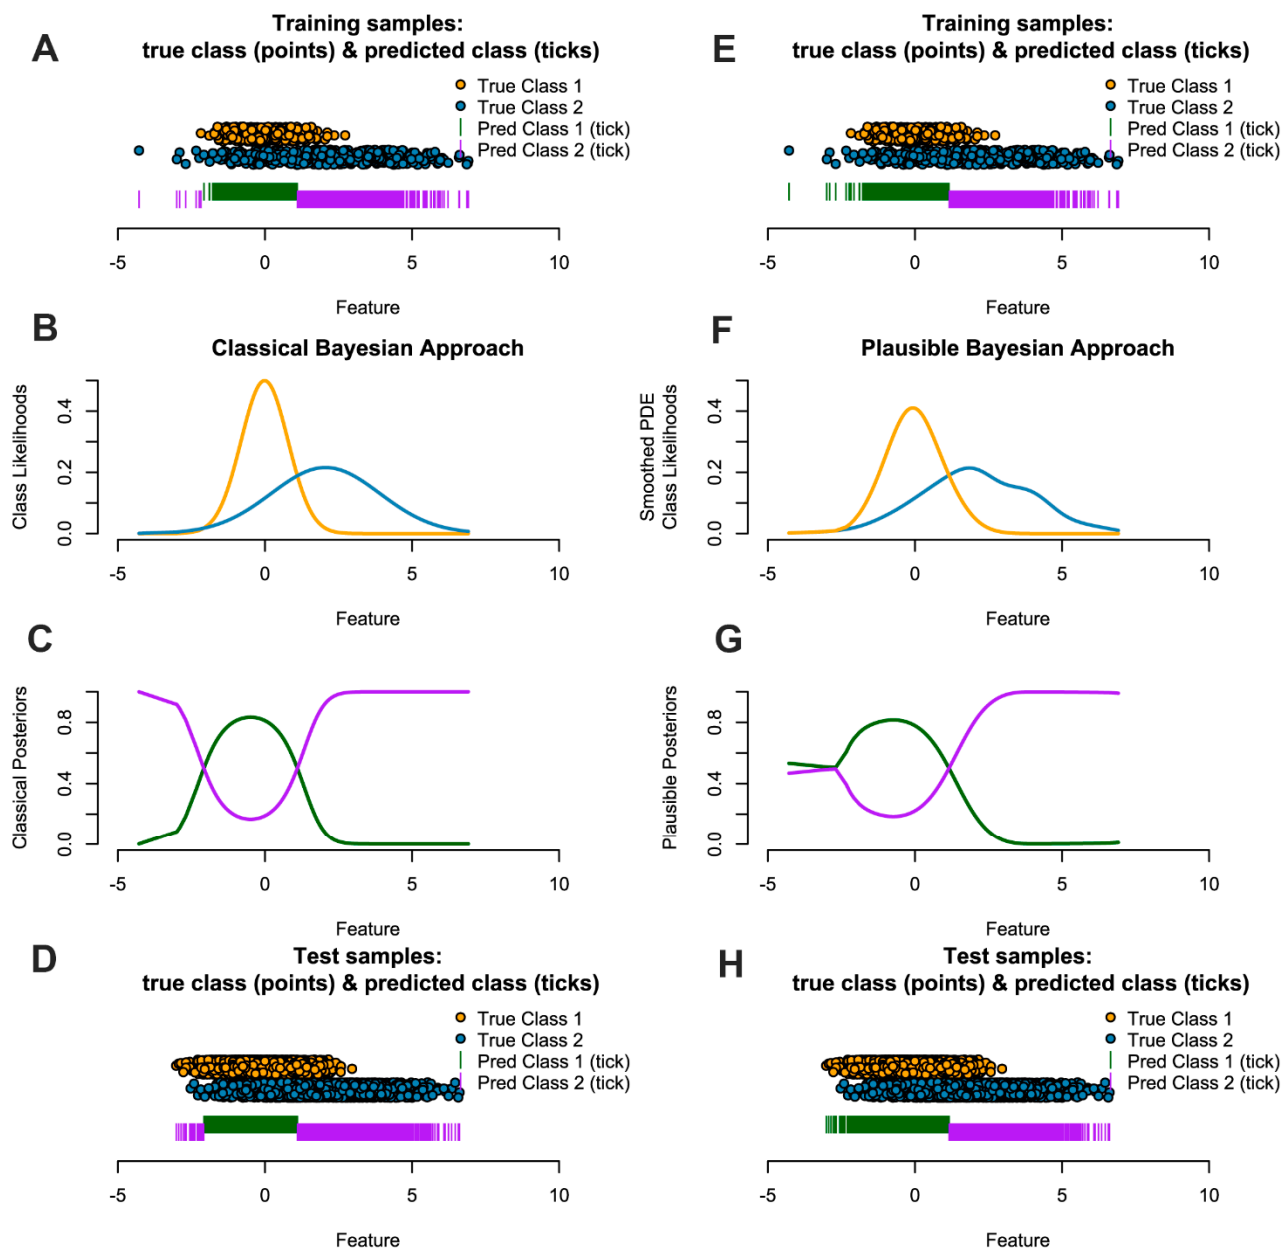 A
Training samples:
true class (points) & predicted class (ticks)
True Class 1
True Class 2
Pred Class 1 (tick)
Pred Class 2 (tick)
-5 0 5 10
Feature
E
Training samples:
true class (points) & predicted class (ticks)
True Class 1
True Class 2
Pred Class 1 (tick)
Pred Class 2 (tick)
-5 0 5 10
Feature
B
Classical Bayesian Approach
Class Likelihoods
0.0 0.2 0.4
-5 0 5 10
Feature
F
Plausible Bayesian Approach
Smoothed PDE
Class Likelihoods
0.0 0.2 0.4
-5 0 5 10
Feature
C
Classical Posteriors
0.0 0.4 0.8
-5 0 5 10
Feature
G
Plausible Posteriors
0.0 0.4 0.8
-5 0 5 10
Feature
D
Test samples:
true class (points) & predicted class (ticks)
True Class 1
True Class 2
Pred Class 1 (tick)
Pred Class 2 (tick)
-5 0 5 10
Feature
H
Test samples:
true class (points) & predicted class (ticks)
True Class 1
True Class 2
Pred Class 1 (tick)
Pred Class 2 (tick)
-5 0 5 10
Feature